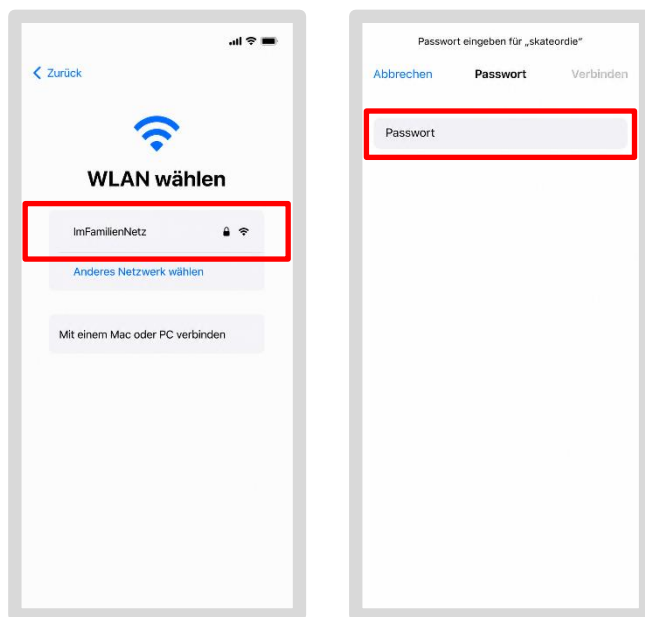 Zurück
WLAN wählen
ImFamilienNetz
Anderes Netzwerk wählen
Mit einem Mac oder PC verbinden
Passwort eingeben für „skateordie“
Abbrechen Passwort Verbinden
Passwort